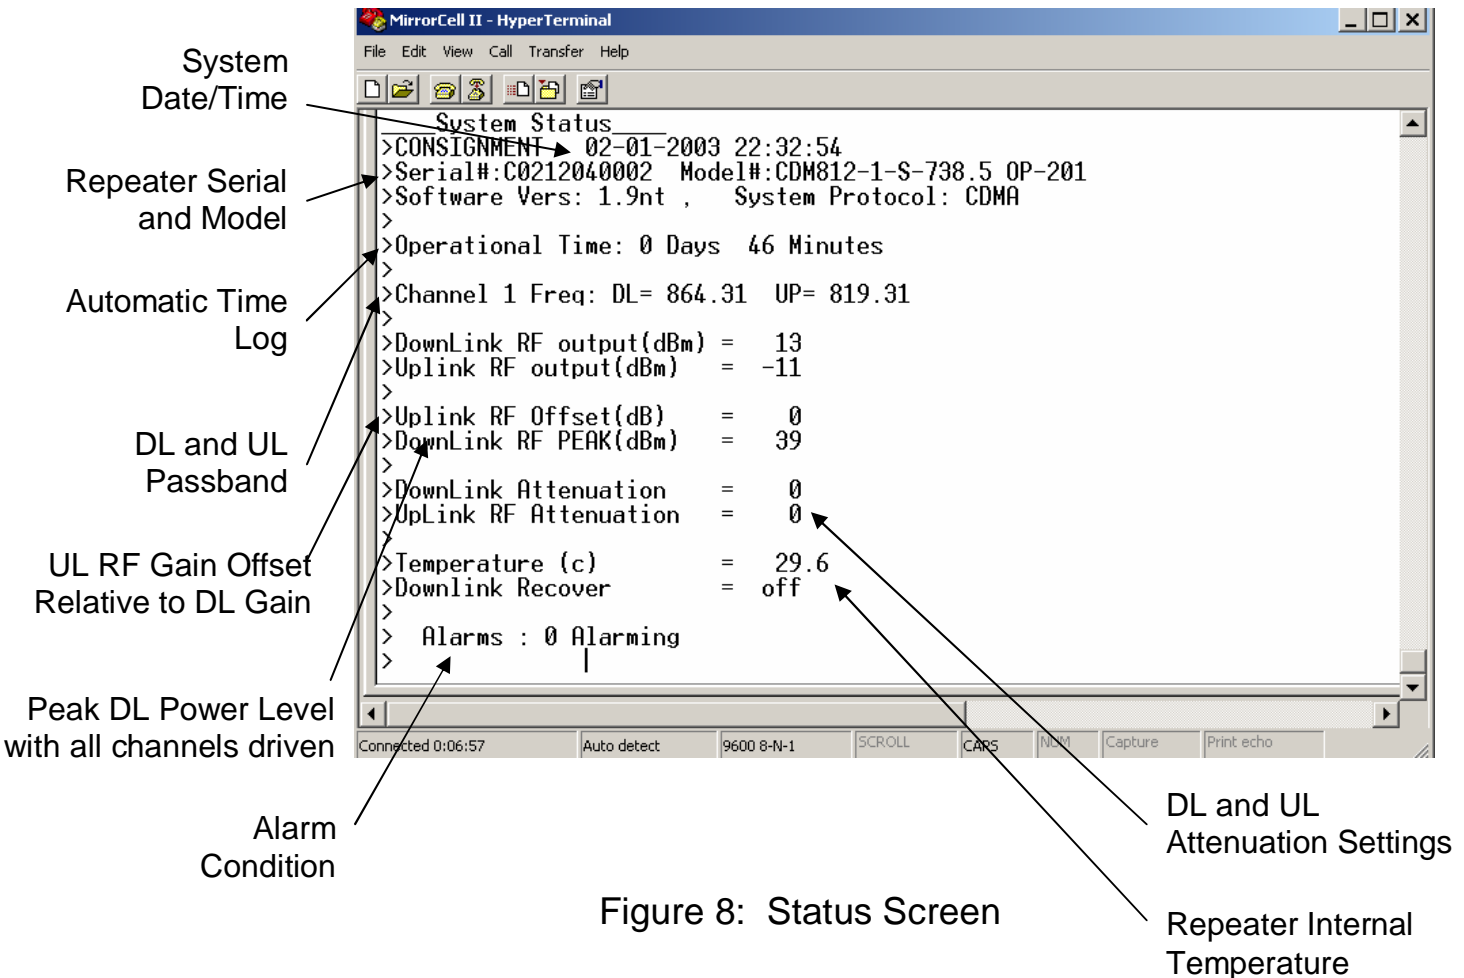 MirrorCell II - HyperTerminal
File Edit View Call Transfer Help
System
Date/Time
Repeater Serial
and Model
Automatic Time
Log
DL and UL
Passband
UL RF Gain Offset
Relative to DL Gain
Peak DL Power Level
with all channels driven
Alarm
Condition
____System Status____
>CONSIGNMENT 02-01-2003 22:32:54
>Serial#:C0212040002 Model#:CDM812-1-S-738.5 OP-201
>Software Vers: 1.9nt , System Protocol: CDMA
>
>Operational Time: 0 Days 46 Minutes
>
>Channel 1 Freq: DL= 864.31 UP= 819.31
>
>DownLink RF output(dBm) = 13
>Uplink RF output(dBm) = -11
>
>Uplink RF Offset(dB) = 0
>DownLink RF PEAK(dBm) = 39
>
>DownLink Attenuation = 0
>UpLink RF Attenuation = 0
>
>Temperature (c) = 29.6
>Downlink Recover = off
>
> Alarms : 0 Alarming
>
Connected 0:06:57 Auto detect 9600 8-N-1 SCROLL CAPS NUM Capture Print echo
DL and UL
Attenuation Settings
Repeater Internal
Temperature
Figure 8: Status Screen